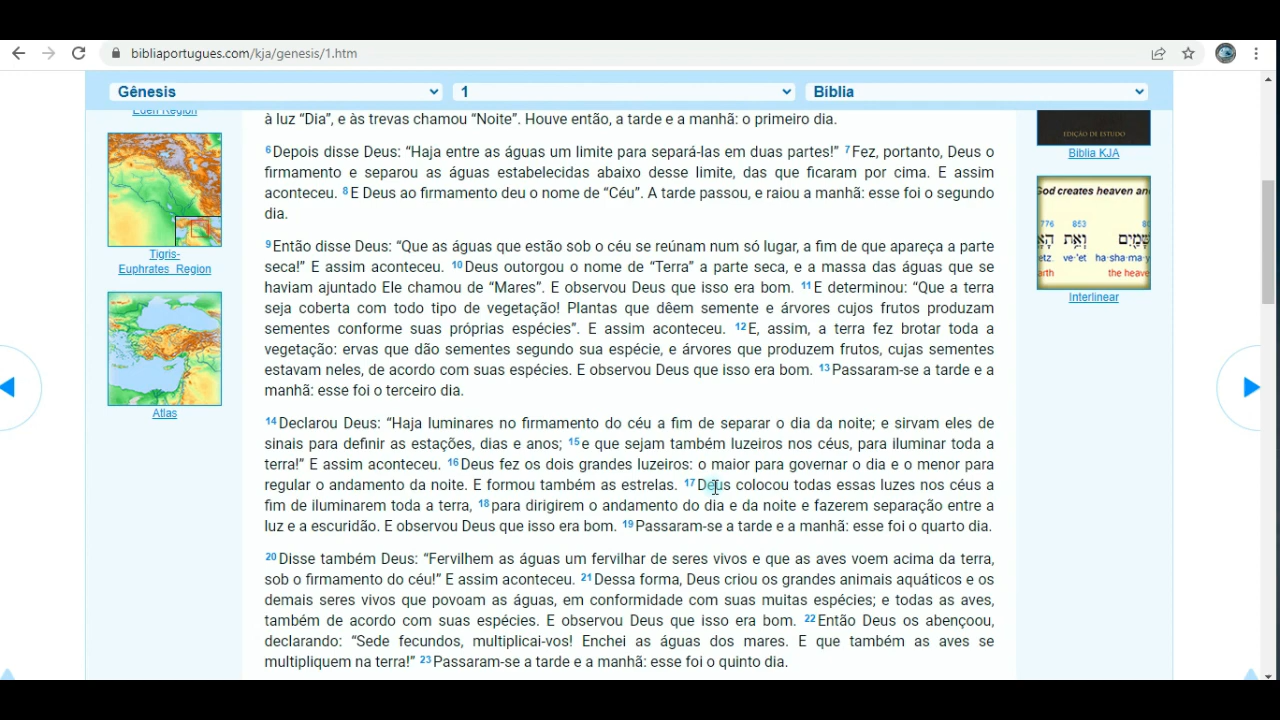 bibliaportugues.com/kja/genesis/1.htm
Gênesis
1
Bíblia
Eden Region
Tigris-
Euphrates Region
Atlas
à luz “Dia”, e às trevas chamou “Noite”. Houve então, a tarde e a manhã: o primeiro dia.
6Depois disse Deus: “Haja entre as águas um limite para separá-las em duas partes!” 7Fez, portanto, Deus o
firmamento e separou as águas estabelecidas abaixo desse limite, das que ficaram por cima. E assim
aconteceu. 8E Deus ao firmamento deu o nome de “Céu”. A tarde passou, e raiou a manhã: esse foi o segundo
dia.
9Então disse Deus: “Que as águas que estão sob o céu se reúnam num só lugar, a fim de que apareça a parte
seca!” E assim aconteceu. 10Deus outorgou o nome de “Terra” a parte seca, e a massa das águas que se
haviam ajuntado Ele chamou de “Mares”. E observou Deus que isso era bom. 11E determinou: “Que a terra
seja coberta com todo tipo de vegetação! Plantas que dêem semente e árvores cujos frutos produzam
sementes conforme suas próprias espécies”. E assim aconteceu. 12E, assim, a terra fez brotar toda a
vegetação: ervas que dão sementes segundo sua espécie, e árvores que produzem frutos, cujas sementes
estavam neles, de acordo com suas espécies. E observou Deus que isso era bom. 13Passaram-se a tarde e a
manhã: esse foi o terceiro dia.
14Declarou Deus: “Haja luminares no firmamento do céu a fim de separar o dia da noite; e sirvam eles de
sinais para definir as estações, dias e anos; 15e que sejam também luzeiros nos céus, para iluminar toda a
terra!” E assim aconteceu. 16Deus fez os dois grandes luzeiros: o maior para governar o dia e o menor para
regular o andamento da noite. E formou também as estrelas. 17Deus colocou todas essas luzes nos céus a
fim de iluminarem toda a terra, 18para dirigirem o andamento do dia e da noite e fazerem separação entre a
luz e a escuridão. E observou Deus que isso era bom. 19Passaram-se a tarde e a manhã: esse foi o quarto dia.
20Disse também Deus: “Fervilhem as águas um fervilhar de seres vivos e que as aves voem acima da terra,
sob o firmamento do céu!” E assim aconteceu. 21Dessa forma, Deus criou os grandes animais aquáticos e os
demais seres vivos que povoam as águas, em conformidade com suas muitas espécies; e todas as aves,
também de acordo com suas espécies. E observou Deus que isso era bom. 22Então Deus os abençoou,
declarando: “Sede fecundos, multiplicai-vos! Enchei as águas dos mares. E que também as aves se
multipliquem na terra!” 23Passaram-se a tarde e a manhã: esse foi o quinto dia.
EDIÇÃO DE ESTUDO
Bíblia KJA
God creates heaven an
776 853
וְאֵ֥ת
etz. ve·'et ha·sha·ma·y
arth the heave
Interlinear